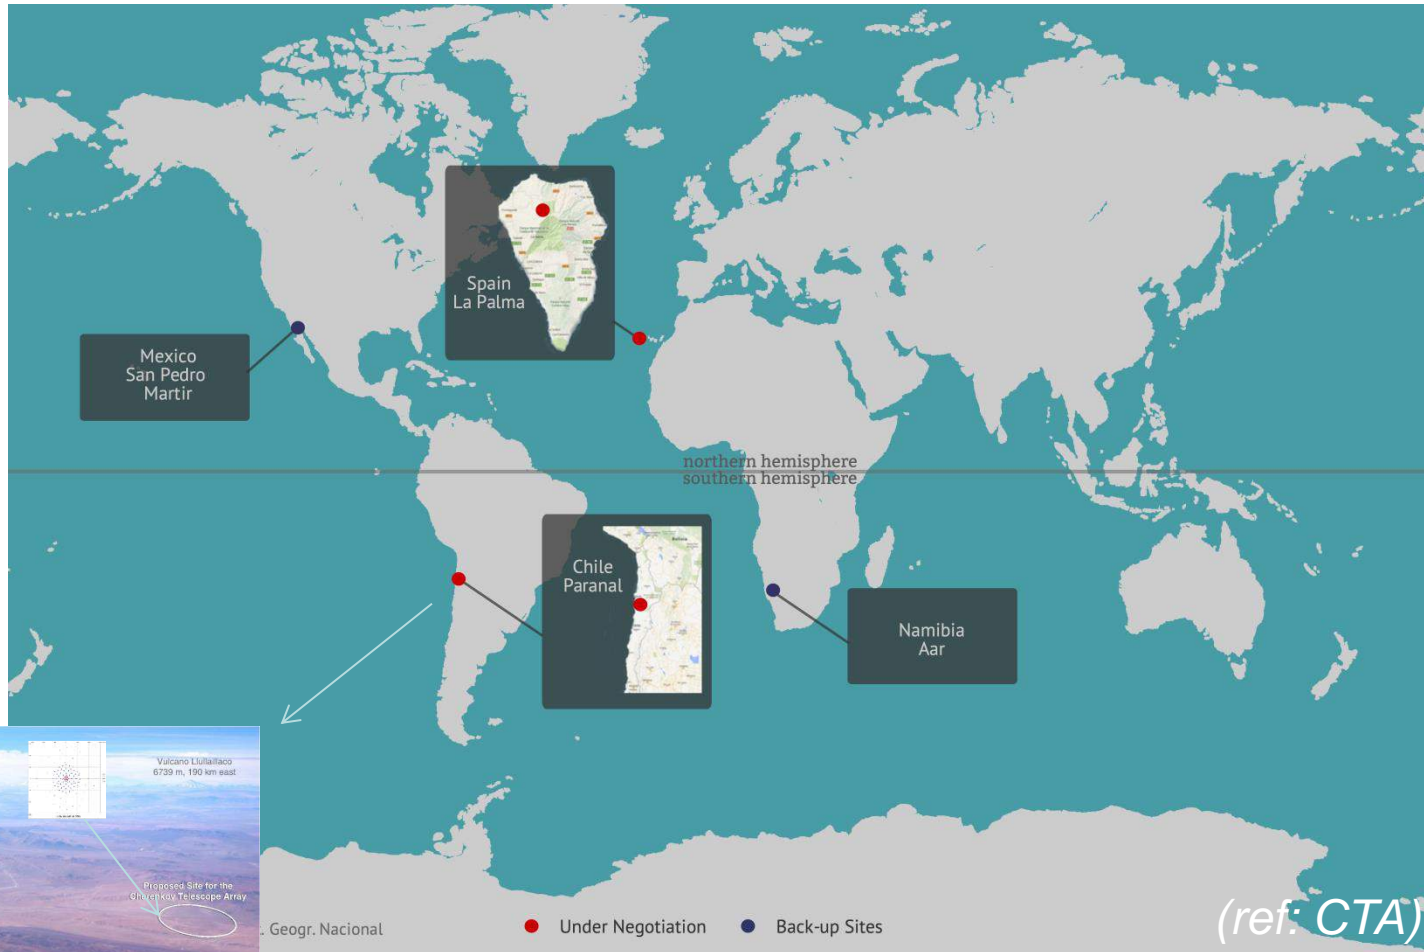 Spain
La Palma
Mexico
San Pedro
Martir
northern hemisphere
southern hemisphere
Chile
Paranal
Namibia
Aar
Vulcano Llullaillaco
6739 m, 190 km east
Proposed Site for the
Cherenkov Telescope Array
. Geogr. Nacional
Under Negotiation
Back-up Sites
(ref: CTA)